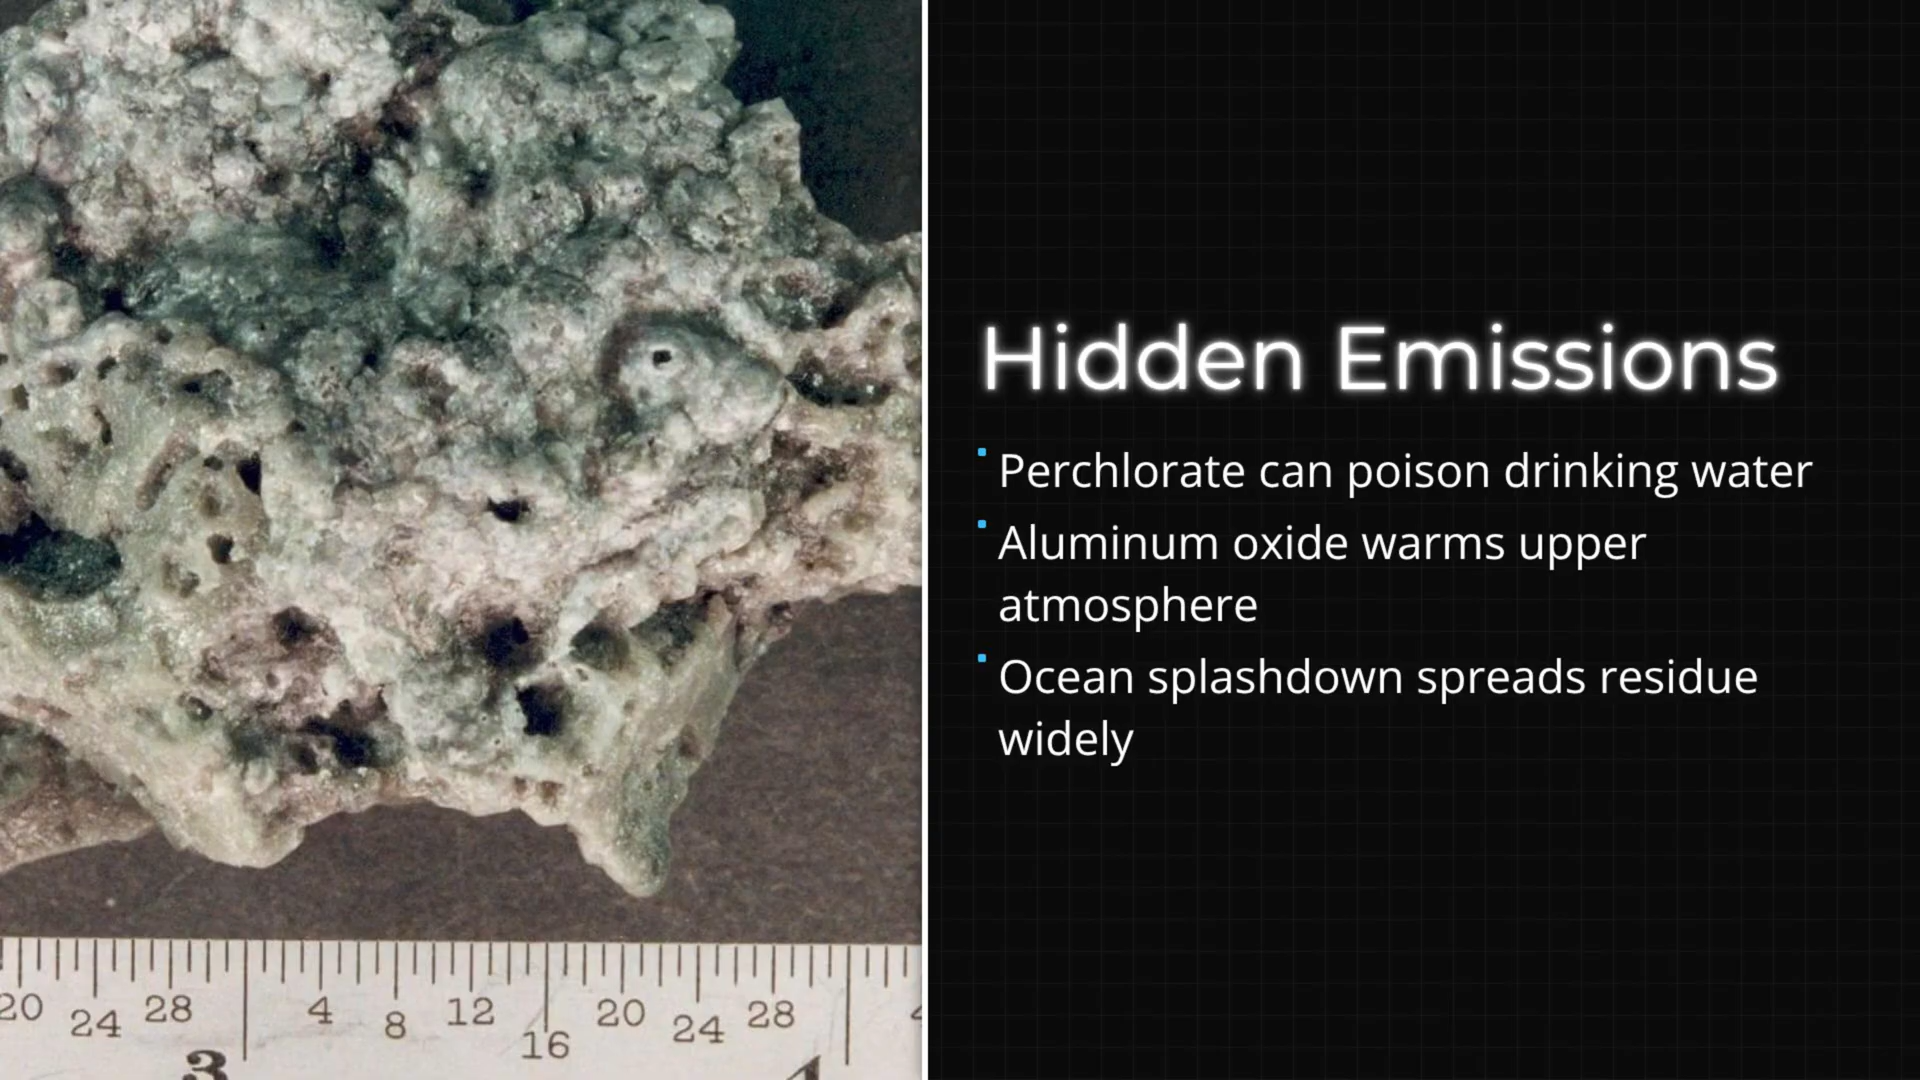 Hidden Emissions
Perchlorate can poison drinking water
Aluminum oxide warms upper
atmosphere
Ocean splashdown spreads residue
widely
20 24 28 4 8 12 16 20 24 28
3